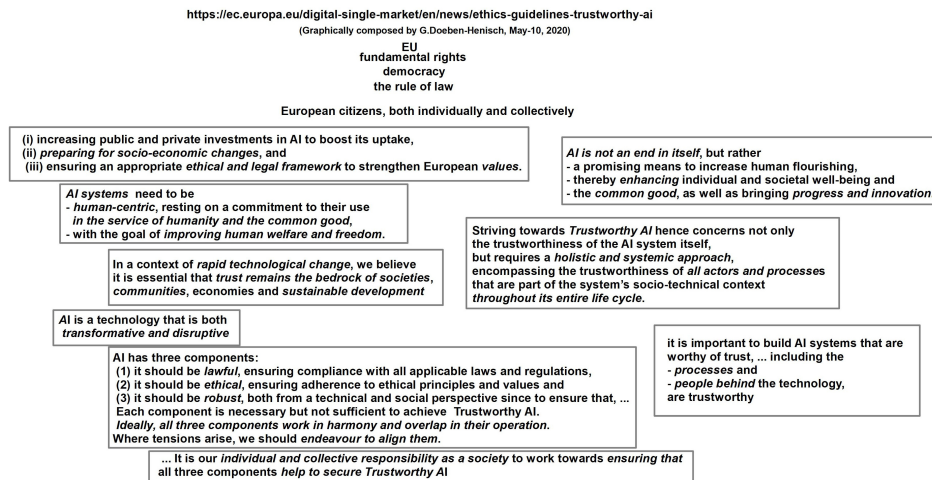 https://ec.europa.eu/digital-single-market/en/news/ethics-guidelines-trustworthy-ai
(Graphically composed by G.Doeben-Henisch, May-10, 2020)
EU
fundamental rights
democracy
the rule of law
European citizens, both individually and collectively
(i) increasing public and private investments in AI to boost its uptake,
(ii) preparing for socio-economic changes, and
(iii) ensuring an appropriate ethical and legal framework to strengthen European values.
AI is not an end in itself, but rather
- a promising means to increase human flourishing,
- thereby enhancing individual and societal well-being and
- the common good, as well as bringing progress and innovation
AI systems need to be
- human-centric, resting on a commitment to their use
in the service of humanity and the common good,
- with the goal of improving human welfare and freedom.
Striving towards Trustworthy AI hence concerns not only
the trustworthiness of the AI system itself,
but requires a holistic and systemic approach,
encompassing the trustworthiness of all actors and processes
that are part of the system's socio-technical context
throughout its entire life cycle.
In a context of rapid technological change, we believe
it is essential that trust remains the bedrock of societies,
communities, economies and sustainable development
AI is a technology that is both
transformative and disruptive
it is important to build AI systems that are
worthy of trust, ... including the
- processes and
- people behind the technology,
are trustworthy
AI has three components:
(1) it should be lawful, ensuring compliance with all applicable laws and regulations,
(2) it should be ethical, ensuring adherence to ethical principles and values and
(3) it should be robust, both from a technical and social perspective since to ensure that, ...
Each component is necessary but not sufficient to achieve Trustworthy AI.
Ideally, all three components work in harmony and overlap in their operation.
Where tensions arise, we should endeavour to align them.
... It is our individual and collective responsibility as a society to work towards ensuring that
all three components help to secure Trustworthy AI